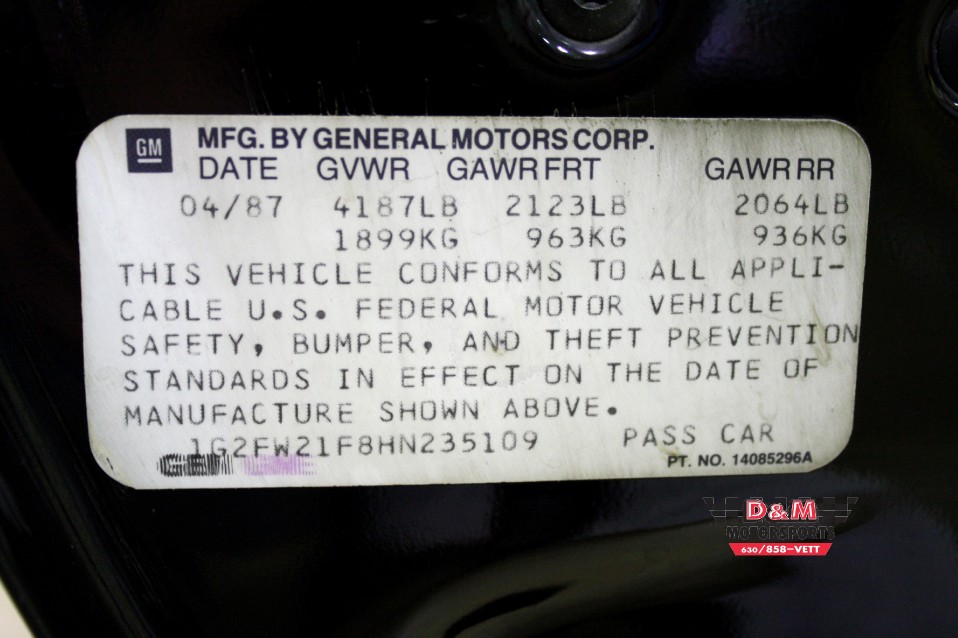 GM MFG. BY GENERAL MOTORS CORP.
DATE GVWR GAWR FRT GAWR RR
04/87 4187LB 2123LB 2064LB
1899KG 963KG 936KG
THIS VEHICLE CONFORMS TO ALL APPLI-
CABLE U.S. FEDERAL MOTOR VEHICLE
SAFETY, BUMPER, AND THEFT PREVENTION
STANDARDS IN EFFECT ON THE DATE OF
MANUFACTURE SHOWN ABOVE.
1G2FW21F8HN235109 PASS CAR
PT. NO. 14085296A
D&M
MOTORSPORTS
630/858-VETT